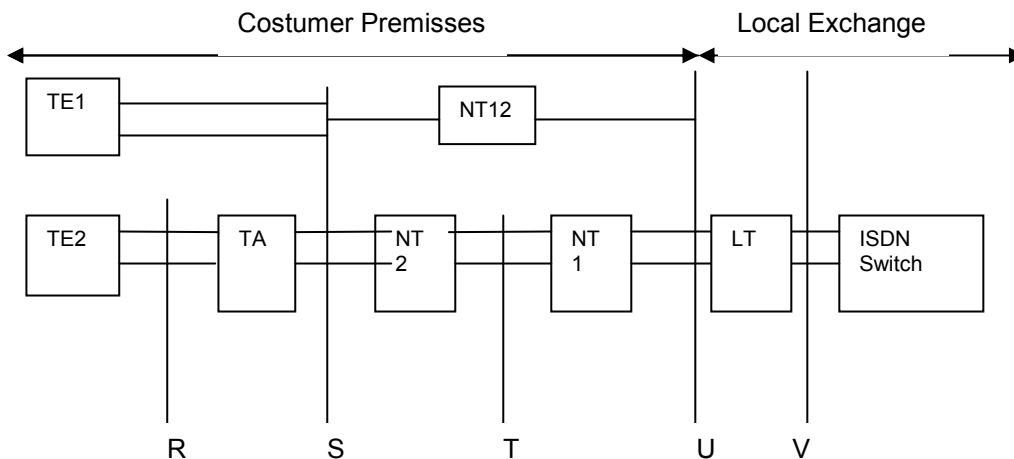 Costumer Premisses
Local Exchange
TE1
NT12
TE2
TA
NT
2
NT
1
LT
ISDN
Switch
R
S
T
U
V